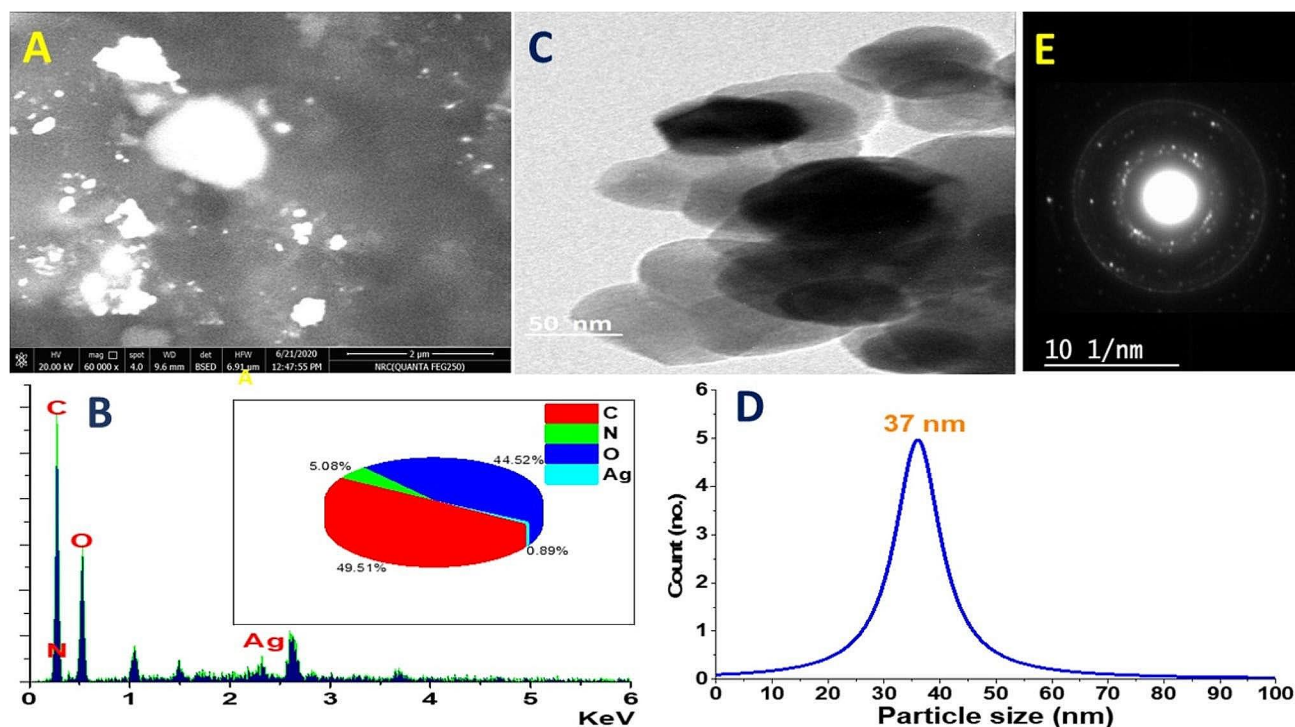 A
HV mag □ spot WD det HFW 6/21/2020 2 µm
20.00 kV 60 000 x 4.0 9.6 mm BSED 6.91 µm 12:47:55 PM NRC(QUANTA FEG250)
A
C
50 nm
E
10 1/nm
B
C
N
O
Ag
C
N
O
Ag
5.08%
44.52%
0.89%
49.51%
0 1 2 3 4 5 6
KeV
D
37 nm
6
5
4
3
2
1
0
Count (no.)
0 10 20 30 40 50 60 70 80 90 100
Particle size (nm)